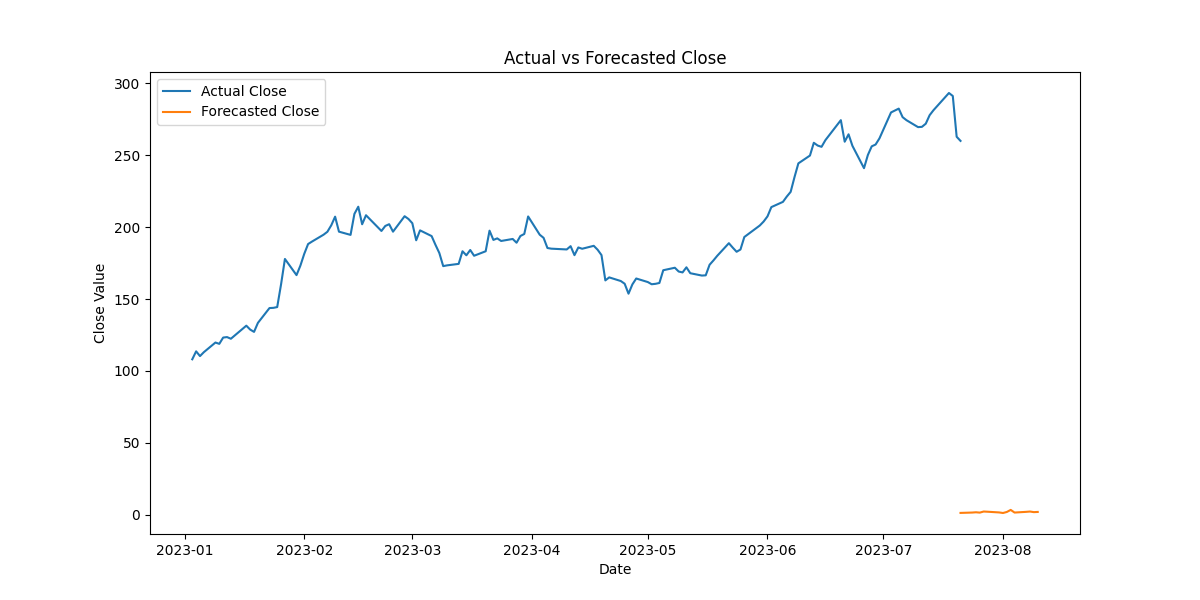 Actual vs Forecasted Close
Actual Close
Forecasted Close
300
250
200
150
100
50
0
Close Value
2023-01 2023-02 2023-03 2023-04 2023-05 2023-06 2023-07 2023-08
Date